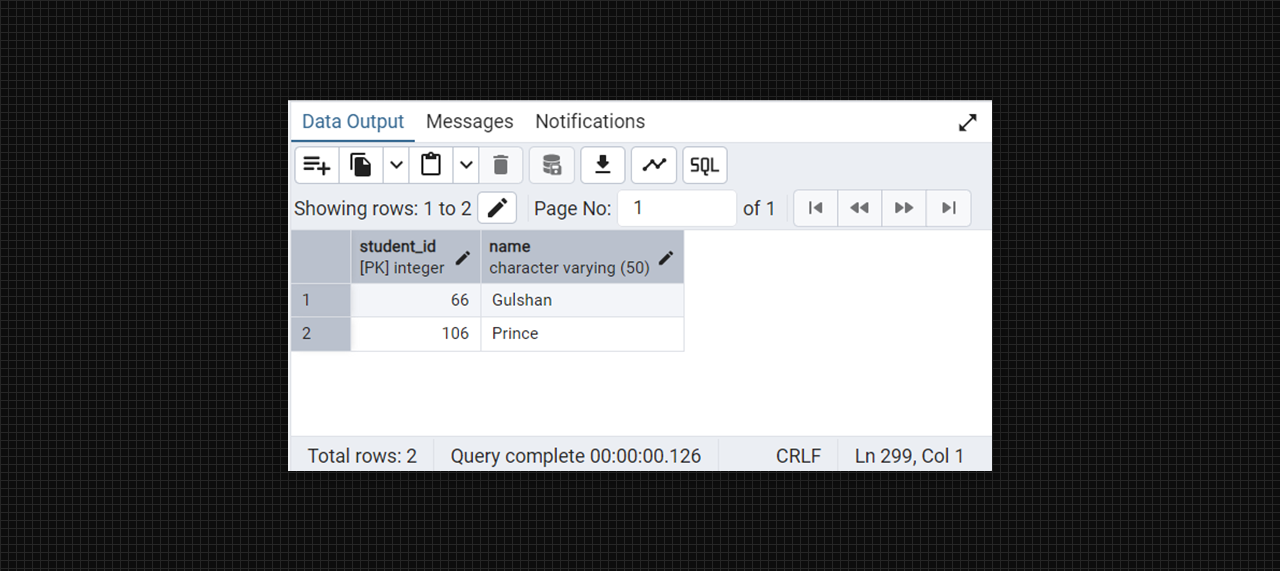 Data Output Messages Notifications
SQL
Showing rows: 1 to 2 Page No: 1 of 1
student_id name
[PK] integer character varying (50)
1 66 Gulshan
2 106 Prince
Total rows: 2 Query complete 00:00:00.126 CRLF Ln 299, Col 1